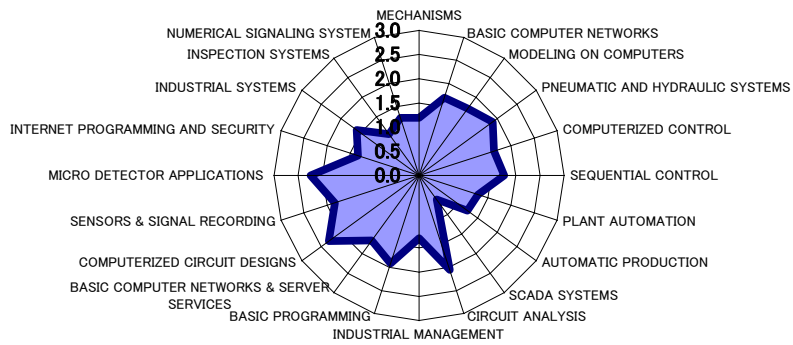 MECHANISMS
NUMERICAL SIGNALING SYSTEM
3.0
BASIC COMPUTER NETWORKS
INSPECTION SYSTEMS
2.5
MODELING ON COMPUTERS
INDUSTRIAL SYSTEMS
2.0
PNEUMATIC AND HYDRAULIC SYSTEMS
1.5
INTERNET PROGRAMMING AND SECURITY
1.0
COMPUTERIZED CONTROL
0.5
MICRO DETECTOR APPLICATIONS
0.0
SEQUENTIAL CONTROL
SENSORS & SIGNAL RECORDING
PLANT AUTOMATION
COMPUTERIZED CIRCUIT DESIGNS
AUTOMATIC PRODUCTION
BASIC COMPUTER NETWORKS & SERVER
SERVICES
SCADA SYSTEMS
BASIC PROGRAMMING
CIRCUIT ANALYSIS
INDUSTRIAL MANAGEMENT